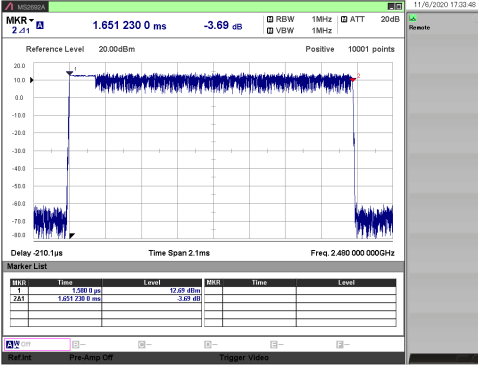 MS2692A
11/6/2020 17:33:48
MKR
2 Δ1
A
1.651 230 0 ms
-3.69 dB
RBW 1MHz
ATT 20dB
VBW 1MHz
Remote
Reference Level 20.00dBm
Positive 10001 points
20.0
10.0
0.0
-10.0
-20.0
-30.0
-40.0
-50.0
-60.0
-70.0
-80.0
1
2
Delay -210.1µs
Time Span 2.1ms
Freq. 2.480 000 000GHz
Marker List
MKR Time Level MKR Time Level
1 1.580 0 µs 12.69 dBm
2Δ1 1.651 230 0 ms -3.69 dB
Off
Ref.Int Pre-Amp Off Trigger Video